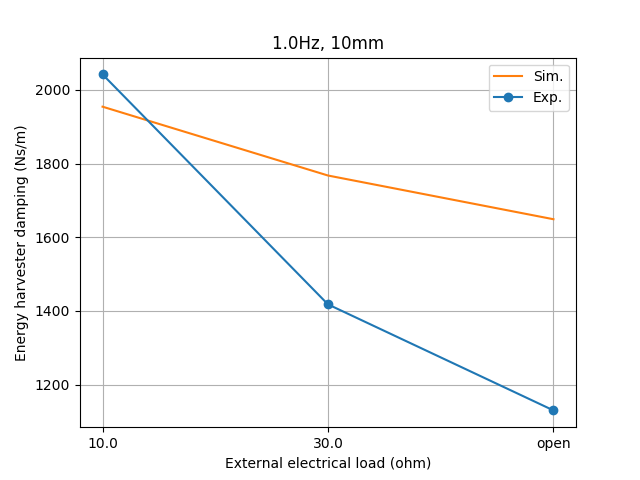 1.0Hz, 10mm
Sim.
Exp.
Energy harvester damping (Ns/m)
2000
1800
1600
1400
1200
10.0
30.0
open
External electrical load (ohm)